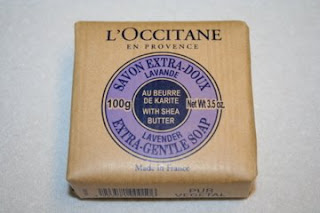 L'OCCITANE
EN PROVENCE
SAVON EXTRA-DOUX
LAVANDE
AU BEURRE
DE KARITE
100g Net Wt 3.5 oz.
WITH SHEA
BUTTER
LAVENDER
EXTRA-GENTLE SOAP
Made in France
PUR
VEGETAL